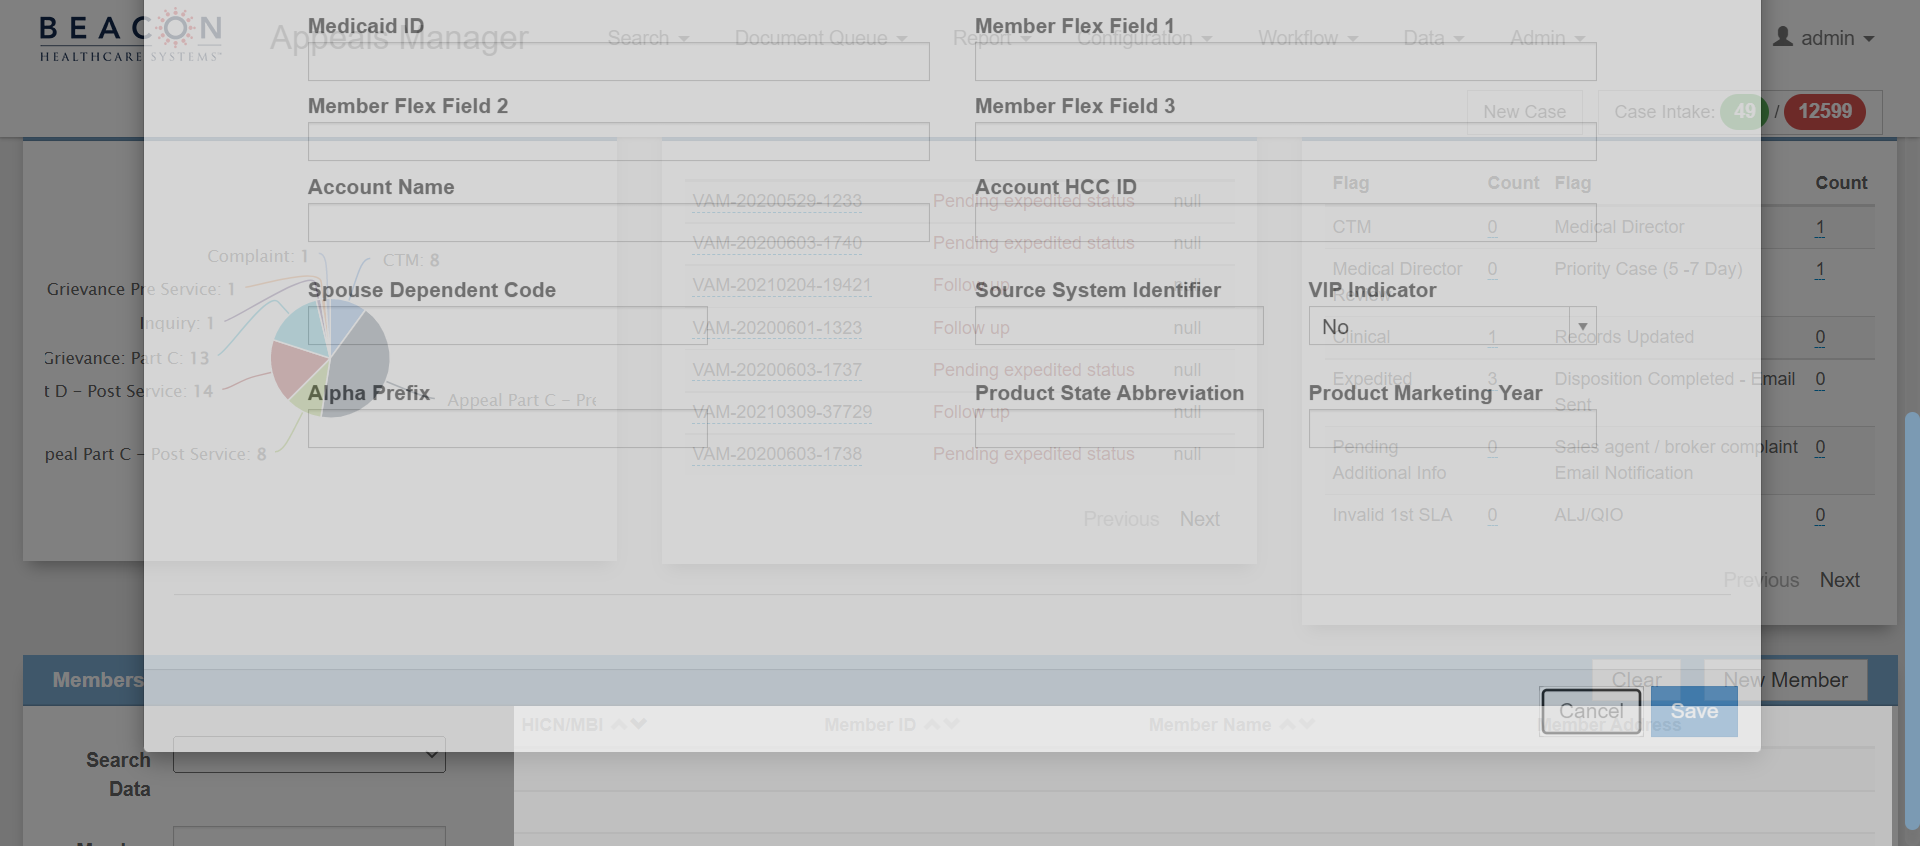 BEACON
HEALTHCARE SYSTEMS
Appeals Manager
Search
Document Queue
Report
Configuration
Workflow
Data
Admin
admin
New Case
Case Intake: 49 / 12599
Medicaid ID
Member Flex Field 1
Member Flex Field 2
Member Flex Field 3
Account Name
Account HCC ID
Spouse Dependent Code
Source System Identifier
VIP Indicator
No
Alpha Prefix
Product State Abbreviation
Product Marketing Year
Complaint: 1
CTM: 8
Grievance Pre Service: 1
Inquiry: 1
Grievance: Part C: 13
t D - Post Service: 14
Appeal Part C - Pre
peal Part C - Post Service: 8
VAM-20200529-1233 Pending expedited status null
VAM-20200603-1740 Pending expedited status null
VAM-20210204-19421 Follow up null
VAM-20200601-1323 Follow up null
VAM-20200603-1737 Pending expedited status null
VAM-20210309-37729 Follow up null
VAM-20200603-1738 Pending expedited status null
Previous Next
Flag Count Flag Count
CTM 0 Medical Director 1
Medical Director 0 Priority Case (5 -7 Day) 1
Review
Clinical 1 Records Updated 0
Expedited 3 Disposition Completed - Email 0
Sent
Pending 0 Sales agent / broker complaint 0
Additional Info Email Notification
Invalid 1st SLA 0 ALJ/QIO 0
Previous Next
Members
Clear
New Member
Cancel
Save
HICN/MBI
Member ID
Member Name
Member Address
Search
Data